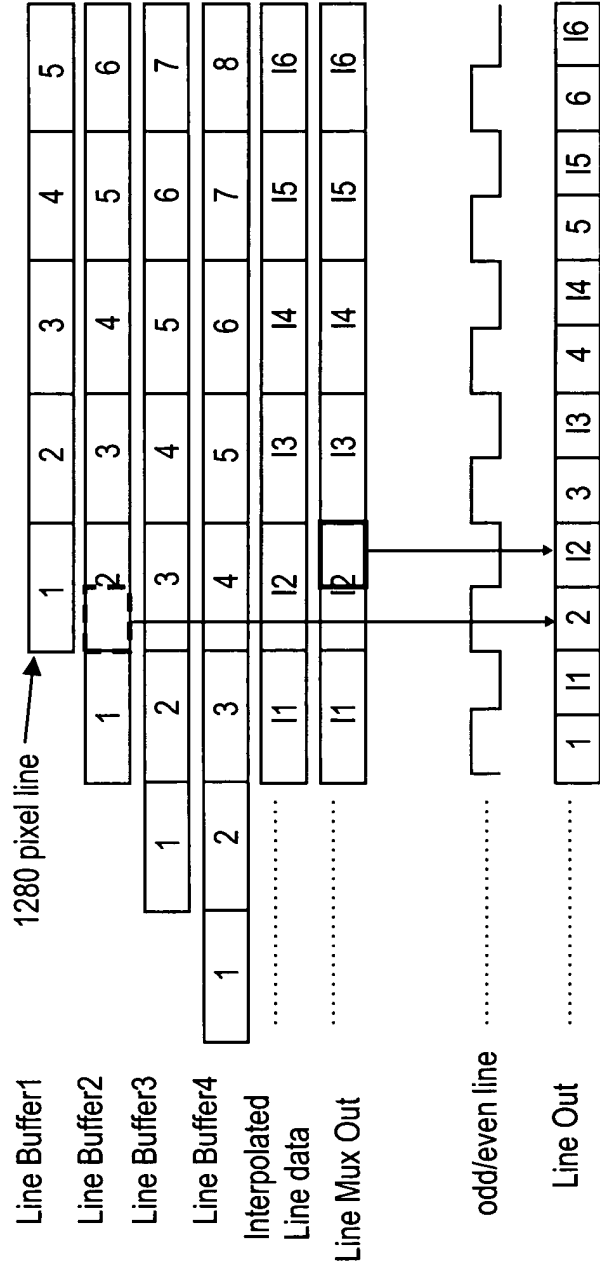 1280 pixel line
Line Buffer1 1 2 3 4 5
Line Buffer2 1 2 3 4 5 6
Line Buffer3 1 2 3 4 5 6 7
Line Buffer4 1 2 3 4 5 6 7 8
Interpolated
Line data I1 I2 I3 I4 I5 I6
Line Mux Out I1 I2 I3 I4 I5 I6
odd/even line
Line Out 1 I1 2 I2 3 I3 4 I4 5 I5 6 I6